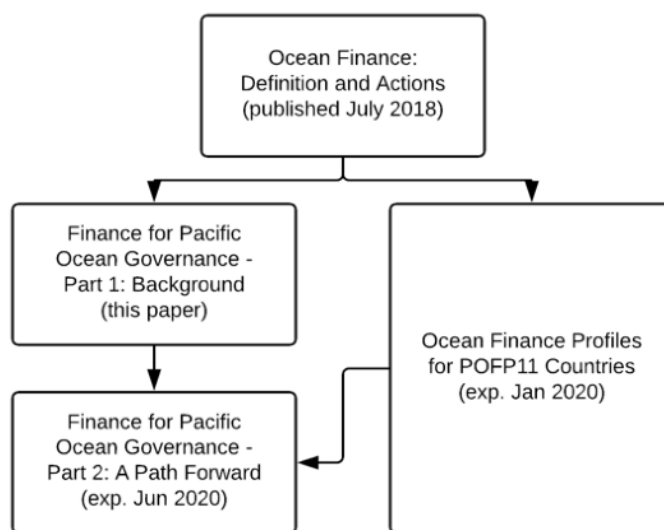 Ocean Finance:
Definition and Actions
(published July 2018)
Finance for Pacific
Ocean Governance -
Part 1: Background
(this paper)
Ocean Finance Profiles
for POFP11 Countries
(exp. Jan 2020)
Finance for Pacific
Ocean Governance -
Part 2: A Path Forward
(exp. Jun 2020)